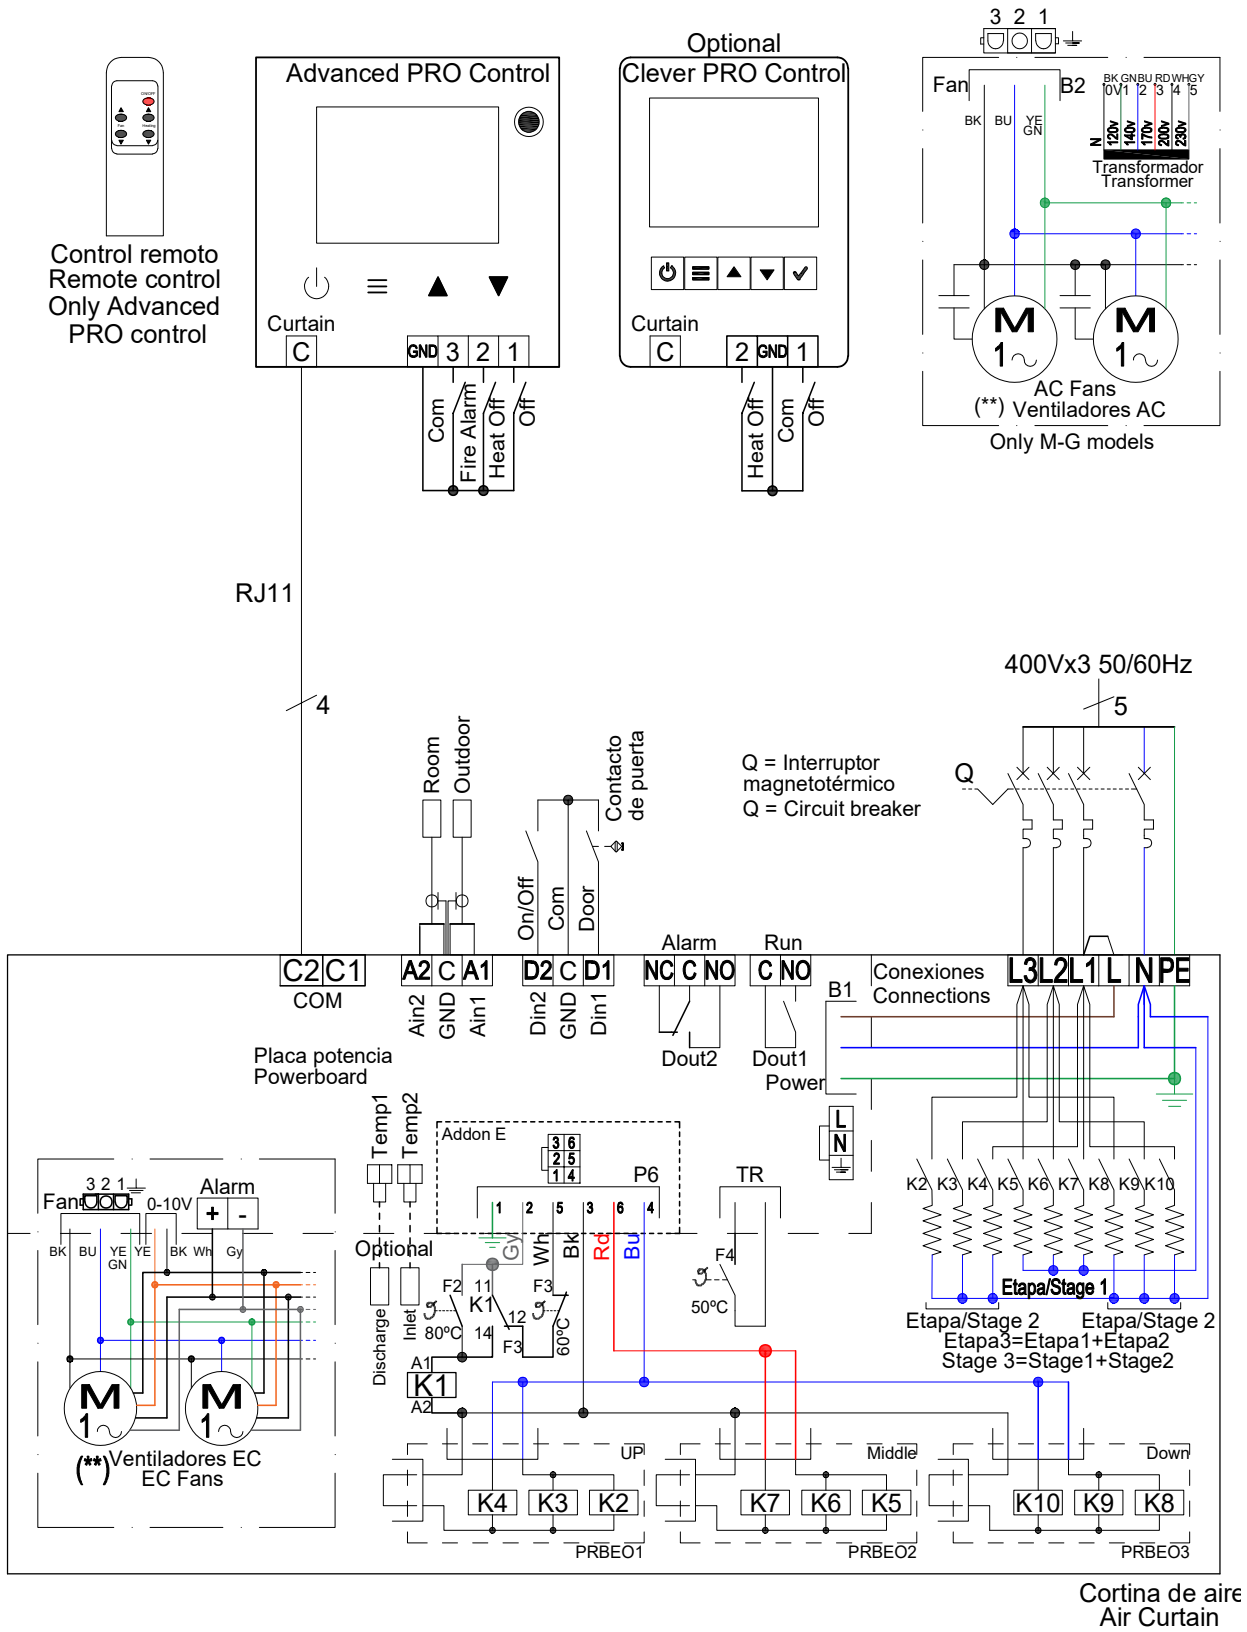 ON/OFF
Fan
Heating
Control remoto
Remote control
Only Advanced
PRO control
Advanced PRO Control
Curtain
C
GND 3 2 1
Com
Fire Alarm
Heat Off
Off
Optional
Clever PRO Control
Curtain
C
2 GND 1
Heat Off
Com
Off
3 2 1
Fan
B2
BK
BU
YE
GN
BK GN BU RD WH GY
0V 1 2 3 4 5
N
120v
140v
170v
200v
230v
Transformador
Transformer
M
1
M
1
AC Fans
(**) Ventiladores AC
Only M-G models
RJ11
4
400Vx3 50/60Hz
5
Room
Outdoor
On/Off
Com
Door
Contacto
de puerta
Q = Interruptor
magnetotérmico
Q = Circuit breaker
Q
C2 C1
COM
A2 C A1
Ain2
GND
Ain1
D2 C D1
Din2
GND
Din1
Alarm
NC C NO
Dout2
Run
C NO
Dout1
Conexiones
Connections
L3 L2 L1 L N PE
B1
Power
L
N
Placa potencia
Powerboard
Temp1
Temp2
Optional
Discharge
Inlet
Addon E
3 6
2 5
1 4
P6
1 2 5 3 6 4
Gy
Wh
Bk
Rd
Bu
TR
F4
50ºC
F2
80ºC
11
K1
12
14
F3
F3
60ºC
A1
K1
A2
K2 K3 K4 K5 K6 K7 K8 K9 K10
Etapa/Stage 1
Etapa/Stage 2
Etapa/Stage 2
Etapa3=Etapa1+Etapa2
Stage 3=Stage1+Stage2
Fan
3 2 1
0-10V
Alarm
+ -
BK
BU
YE
GN
YE
BK
Wh
Gy
M
1
M
1
(**) Ventiladores EC
EC Fans
UP
K4 K3 K2
PRBEO1
Middle
K7 K6 K5
PRBEO2
Down
K10 K9 K8
PRBEO3
Cortina de aire
Air Curtain